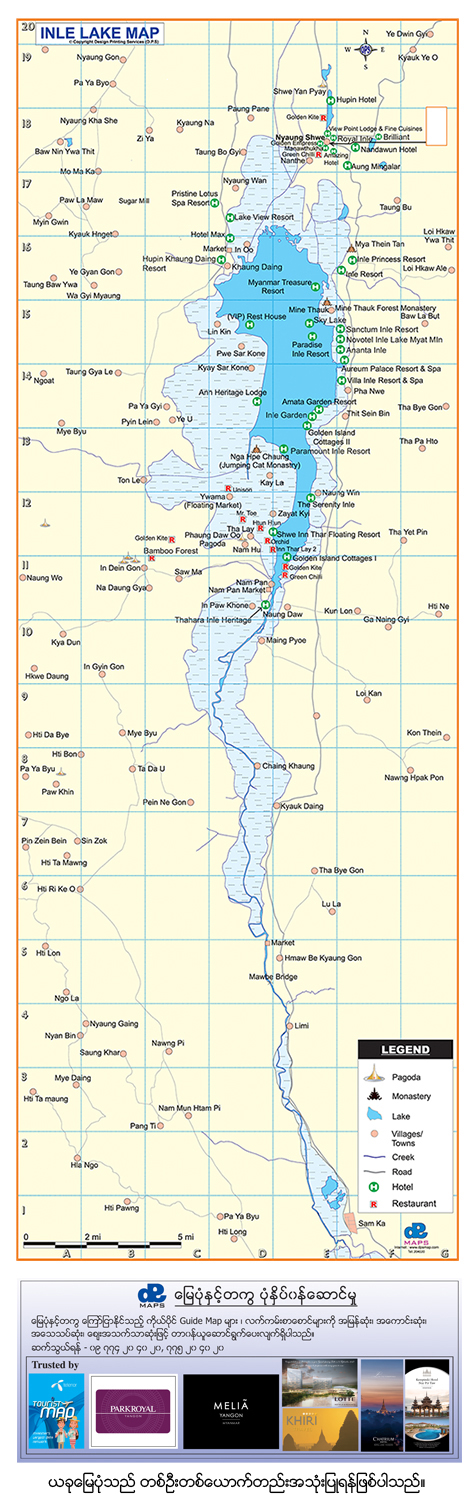 INLE LAKE MAP
© Copyright Design Printing Services (D.P.S)
N
W E
S
20
19
18
17
16
15
14
13
12
11
10
9
8
7
6
5
4
3
2
1
Ye Dwin Gyi
Nyaung Gon
Kyauk Ye O
Pa Ya Byo
Shwe Yan Pyay
Hupin Hotel
Paung Pane
Golden Kite
Nyaung Kha She
Kyaung Na
Zi Ya
View Point Lodge & Fine Cuisines
Nyaung Shwe
Royal Inle
Brilliant
Golden Empress
Manawthukha
Nandawun Hotel
Baw Nin Ywa Thit
Taung Bo Gyi
Green Chilli
Amazing Hotel
Nanthe
Aung Mingalar
Mo Ma Ka
Nyaung Wan
Pristine Lotus
Spa Resort
Sugar Mill
Paw La Maw
Taung Bu
Myin Gwin
Lake View Resort
Kyauk Hnget
Hotel Max
Loi Hkaw
Ywa Thit
Market
In Oo
Mya Thein Tan
Hupin Khaung Daing
Resort
Inle Princess Resort
Khaung Daing
Ye Gyan Gon
Inle Resort
Loi Hkaw Ale
Taung Baw Ywa
Wa Gyi Myaung
Myanmar Treasure
Resort
Mine Thauk
Mine Thauk Forest Monastery
(VIP) Rest House
Sky Lake
Baw La But
Lin Kin
Sanctum Inle Resort
Paradise
Inle Resort
Novotel Inle Lake Myat Min
Pwe Sar Kone
Ananta Inle
Kyay Sar Kone
Aureum Palace Resort & Spa
Taung Gya Le
Ngoat
Villa Inle Resort & Spa
Ann Heritage Lodge
Pha Nwe
Amata Garden Resort
Pa Ya Gyi
Tha Bye Gon
Inle Garden
Thit Sein Bin
Pyin Lein
Ye U
Golden Island
Cottages II
Mye Byu
Tha Pa Hto
Paramount Inle Resort
Nga Hpe Chaung
(Jumping Cat Monastry)
Ton Le
Kay La
Unison
Naung Win
Ywama
(Floating Market)
The Serenity Inle
Mr. Toe
Zayat Kyi
Htun Htun
Tha Lay
Shwe Inn Thar Floating Resort
Tha Yet Pin
Phaung Daw Oo
Pagoda
Golden Kite
Orchid
Bamboo Forest
Nam Hu
Inn Thar Lay 2
Golden Island Cottages I
In Dein Gon
Golden Kite
Naung Wo
Saw Ma
Green Chilli
Na Daung Gya
Nam Pan
Nam Pan Market
In Paw Khone
Naung Daw
Kun Lon
Hti Ne
Thahara Inle Heritage
Ga Naing Gyi
Kya Dun
Maing Pyoe
In Gyin Gon
Hkwe Daung
Loi Kan
Hti Da Bye
Mye Byu
Kon Thein
Hti Bon
Pa Ya Byu
Ta Da U
Chaing Khaung
Nawng Hpak Pon
Paw Khin
Pein Ne Gon
Kyauk Daing
Pin Zein Bein
Sin Zok
Hti Ta Mawng
Tha Bye Gon
Hti Ri Ke O
Lu La
Market
Hti Lon
Hmaw Be Kyaung Gon
Mawbe Bridge
Ngo La
Nyaung Gaing
Limi
Nyan Bin
Nawng Pi
Saung Khar
Mye Daing
Hti Ta maung
Nam Mun Htam Pi
Pang Ti
Hla Ngo
Hti Pawng
Pa Ya Byu
Sam Ka
Hti Long
LEGEND
Pagoda
Monastery
Lake
Villages/
Towns
Creek
Road
Hotel
Restaurant
0 2 mi 5 mi
A B C D E F G
MAPS
MAPS
မြေပုံနှင့်တကွ ပုံနှိပ်ဝန်ဆောင်မှု
မြေပုံနှင့်တကွ ကြော်ငြာနိုင်သည့် ကိုယ်ပိုင် Guide Map များ ၊ လက်ကမ်းစာစောင်များကို အမြန်ဆုံး၊ အကောင်းဆုံး၊
အသေသပ်ဆုံး၊ ဈေးအသက်သာဆုံးဖြင့် တာဝန်ယူဆောင်ရွက်ပေးလျက်ရှိပါသည်။
ဆက်သွယ်ရန် - ၀၉ ၇၇၄ ၂၀ ၄၀ ၂၀, ၇၇၅ ၂၀ ၄၀ ၂၀
Trusted by
telenor
TOURIST
MAP
PARKROYAL
YANGON
MELIÃ
YANGON
MYANMAR
LOTTE
KHIRI
CHATRIUM
ယခုမြေပုံသည် တစ်ဦးတစ်ယောက်တည်းအသုံးပြုရန်ဖြစ်ပါသည်။